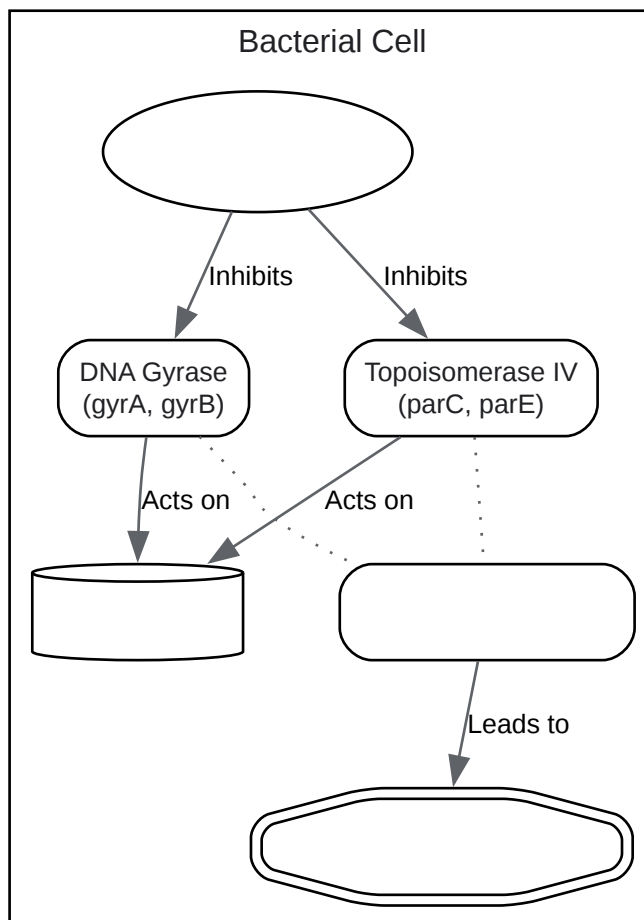 Bacterial Cell
Inhibits
Inhibits
DNA Gyrase
(gyrA, gyrB)
Topoisomerase IV
(parC, parE)
Acts on
Acts on
Leads to